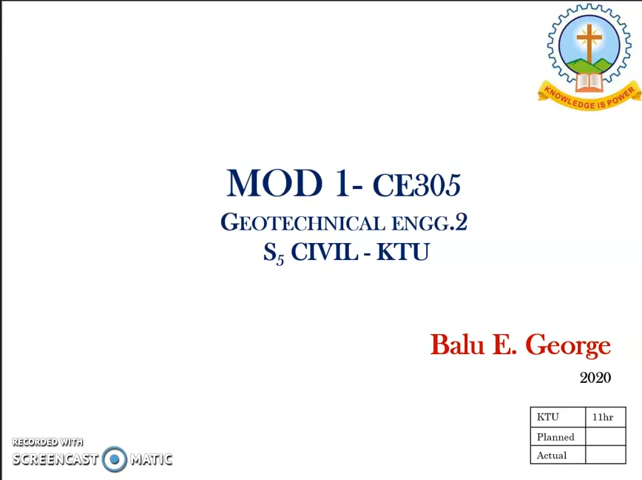 KNOWLEDGE IS POWER
MOD 1- CE305
GEOTECHNICAL ENGG.2
S5 CIVIL - KTU
Balu E. George
2020
KTU 11hr
Planned
Actual
RECORDED WITH
SCREENCAST MATIC